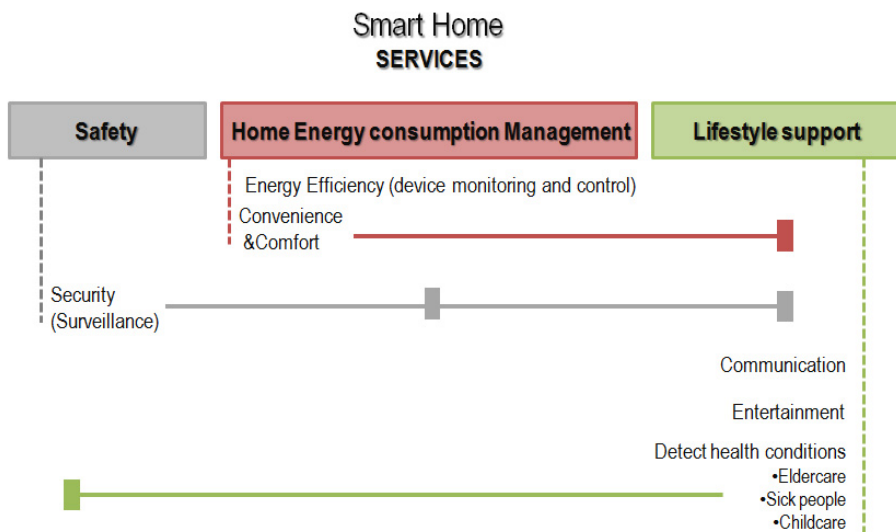 Smart Home
SERVICES
Safety
Home Energy consumption Management
Lifestyle support
Energy Efficiency (device monitoring and control)
Convenience
&Comfort
Security
(Surveillance)
Communication
Entertainment
Detect health conditions
•Eldercare
•Sick people
•Childcare